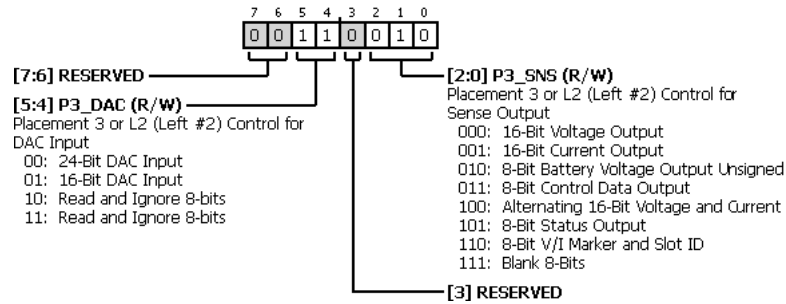 7 6 5 4 3 2 1 0
0 0 1 1 0 0 1 0
[7:6] RESERVED
[5:4] P3_DAC (R/W)
Placement 3 or L2 (Left #2) Control for
DAC Input
00: 24-Bit DAC Input
01: 16-Bit DAC Input
10: Read and Ignore 8-bits
11: Read and Ignore 8-bits
[2:0] P3_SNS (R/W)
Placement 3 or L2 (Left #2) Control for
Sense Output
000: 16-Bit Voltage Output
001: 16-Bit Current Output
010: 8-Bit Battery Voltage Output Unsigned
011: 8-Bit Control Data Output
100: Alternating 16-Bit Voltage and Current
101: 8-Bit Status Output
110: 8-Bit V/I Marker and Slot ID
111: Blank 8-Bits
[3] RESERVED